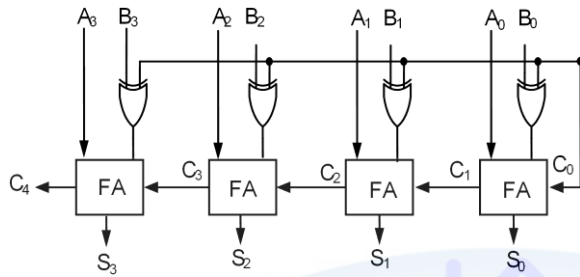 A₃ B₃ A₂ B₂ A₁ B₁ A₀ B₀
C₄ FA C₃ FA C₂ FA C₁ FA C₀
S₃ S₂ S₁ S₀